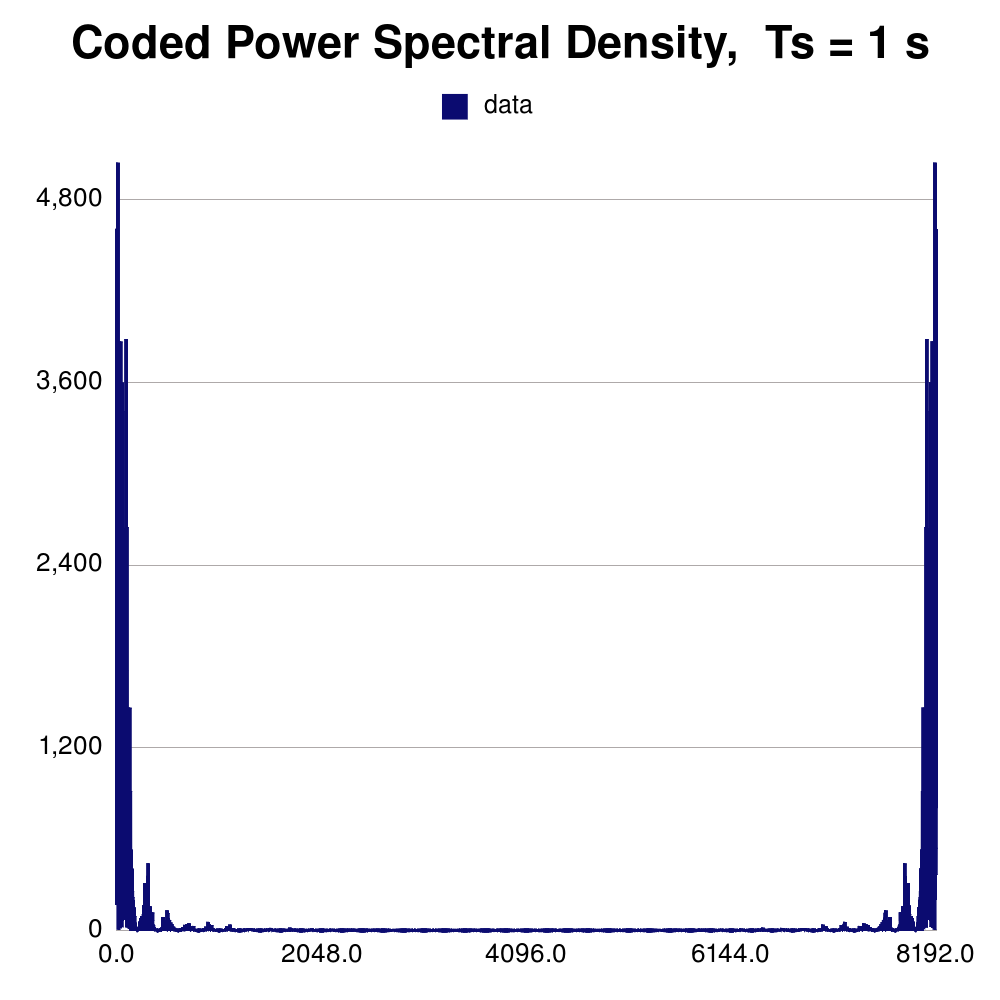 Coded Power Spectral Density,  Ts = 1 s
data
4,800
3,600
2,400
1,200
0
0.0 2048.0 4096.0 6144.0 8192.0